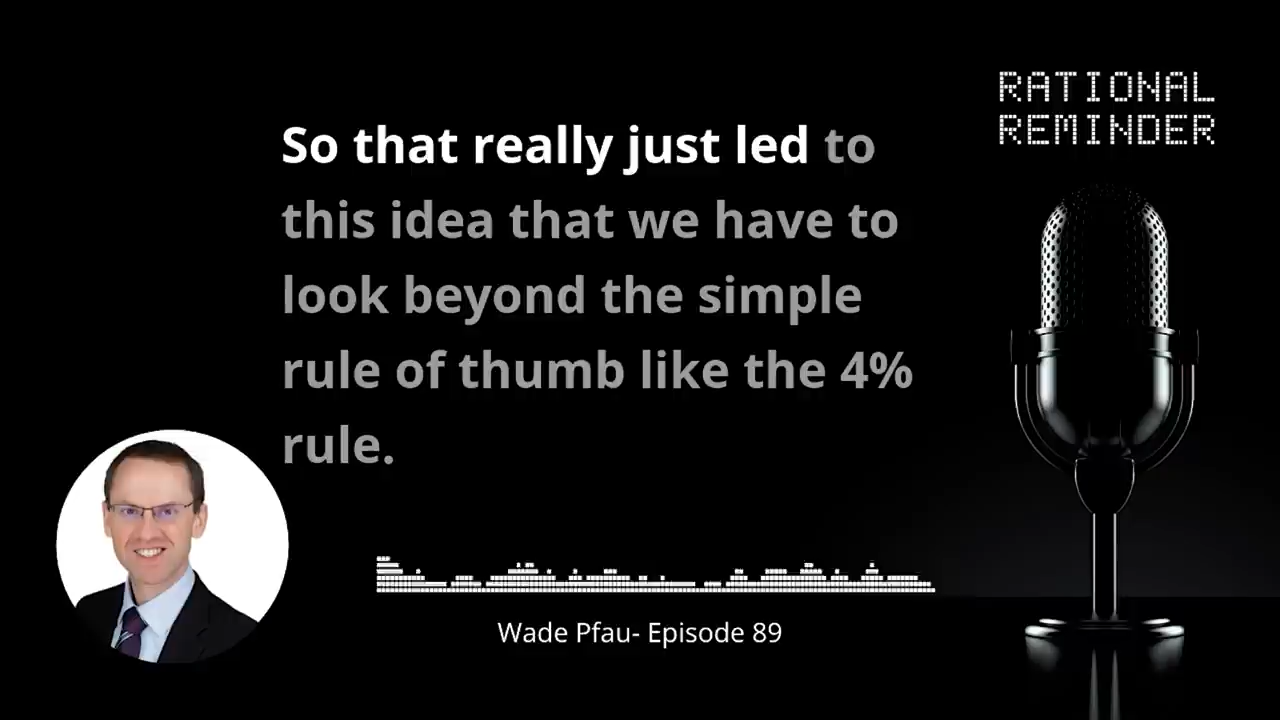 RATIONAL
REMINDER
So that really just led to
this idea that we have to
look beyond the simple
rule of thumb like the 4%
rule.
Wade Pfau- Episode 89